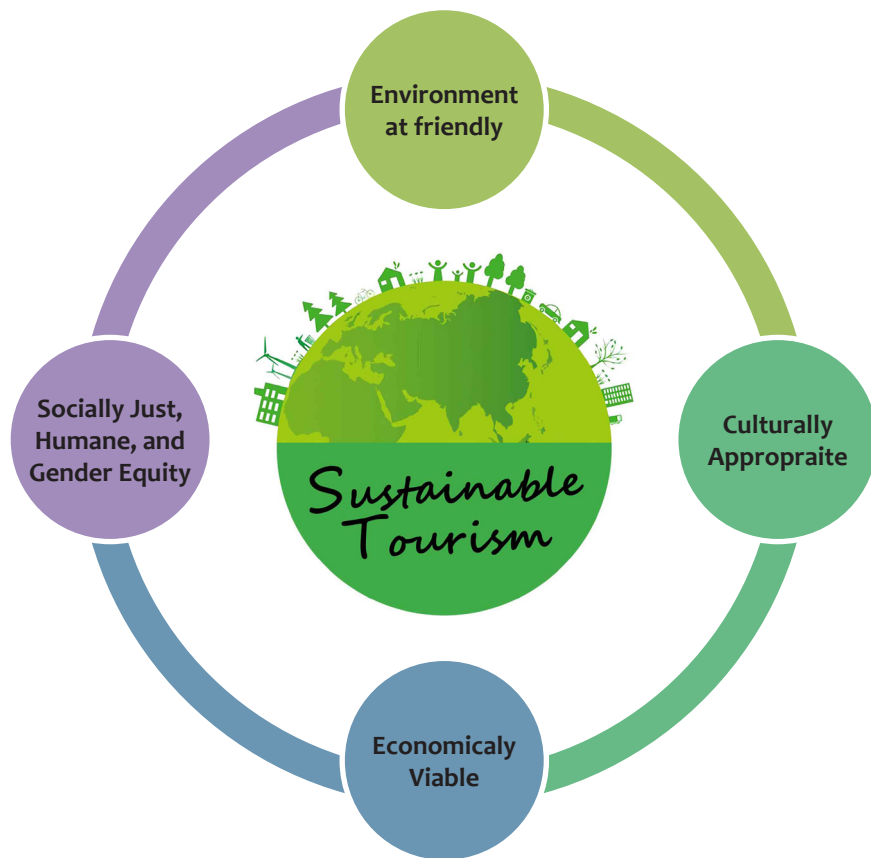 Environment
at friendly
Socially Just,
Humane, and
Gender Equity
Culturally
Appropraite
Sustainable
Tourism
Economicaly
Viable